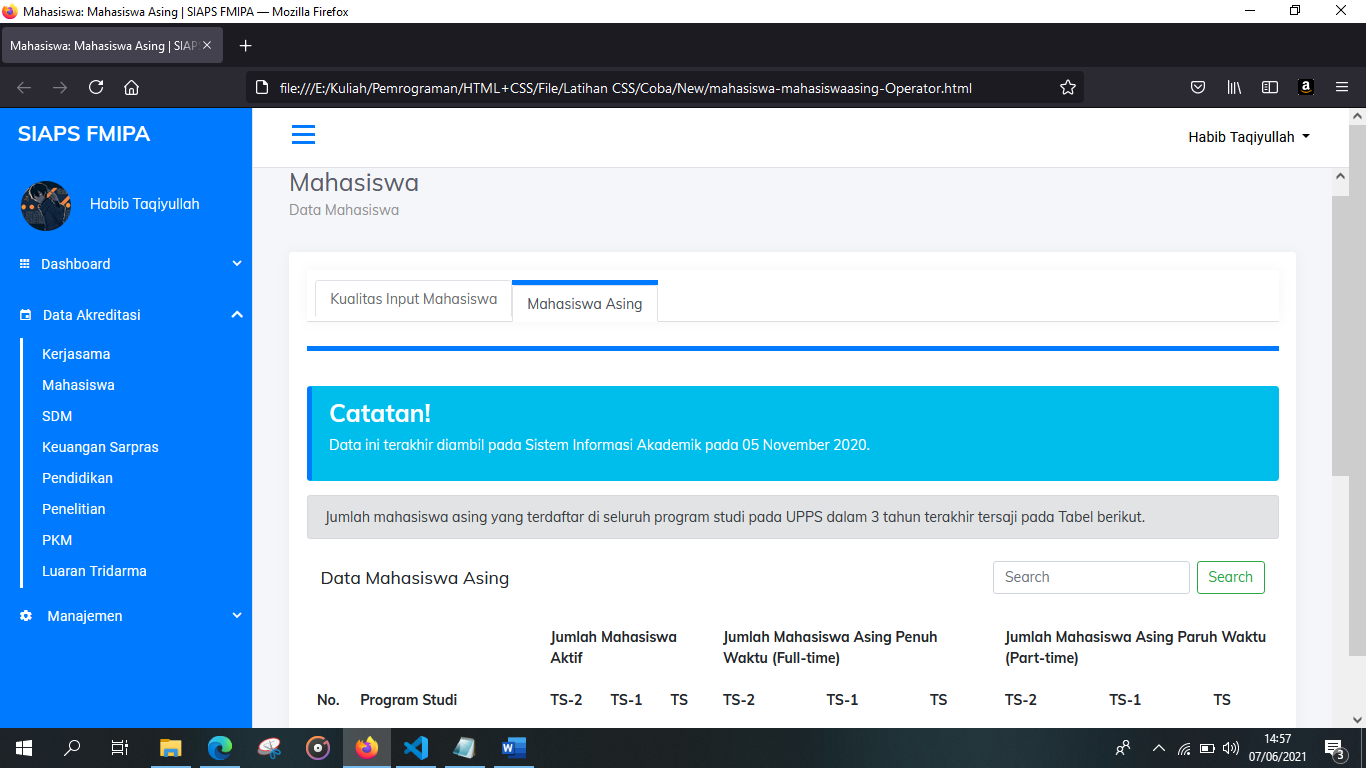 Mahasiswa: Mahasiswa Asing | SIAPS FMIPA — Mozilla Firefox
Mahasiswa: Mahasiswa Asing | SIAPS
file:///E:/Kuliah/Pemrograman/HTML+CSS/File/Latihan CSS/Coba/New/mahasiswa-mahasiswaasing-Operator.html
SIAPS FMIPA
Habib Taqiyullah
Habib Taqiyullah
Dashboard
Data Akreditasi
Kerjasama
Mahasiswa
SDM
Keuangan Sarpras
Pendidikan
Penelitian
PKM
Luaran Tridarma
Manajemen
Mahasiswa
Data Mahasiswa
Kualitas Input Mahasiswa
Mahasiswa Asing
Catatan!
Data ini terakhir diambil pada Sistem Informasi Akademik pada 05 November 2020.
Jumlah mahasiswa asing yang terdaftar di seluruh program studi pada UPPS dalam 3 tahun terakhir tersaji pada Tabel berikut.
Data Mahasiswa Asing
Search
Search
Jumlah Mahasiswa
Aktif
Jumlah Mahasiswa Asing Penuh
Waktu (Full-time)
Jumlah Mahasiswa Asing Paruh Waktu
(Part-time)
No. Program Studi TS-2 TS-1 TS TS-2 TS-1 TS TS-2 TS-1 TS
14:57
07/06/2021
3